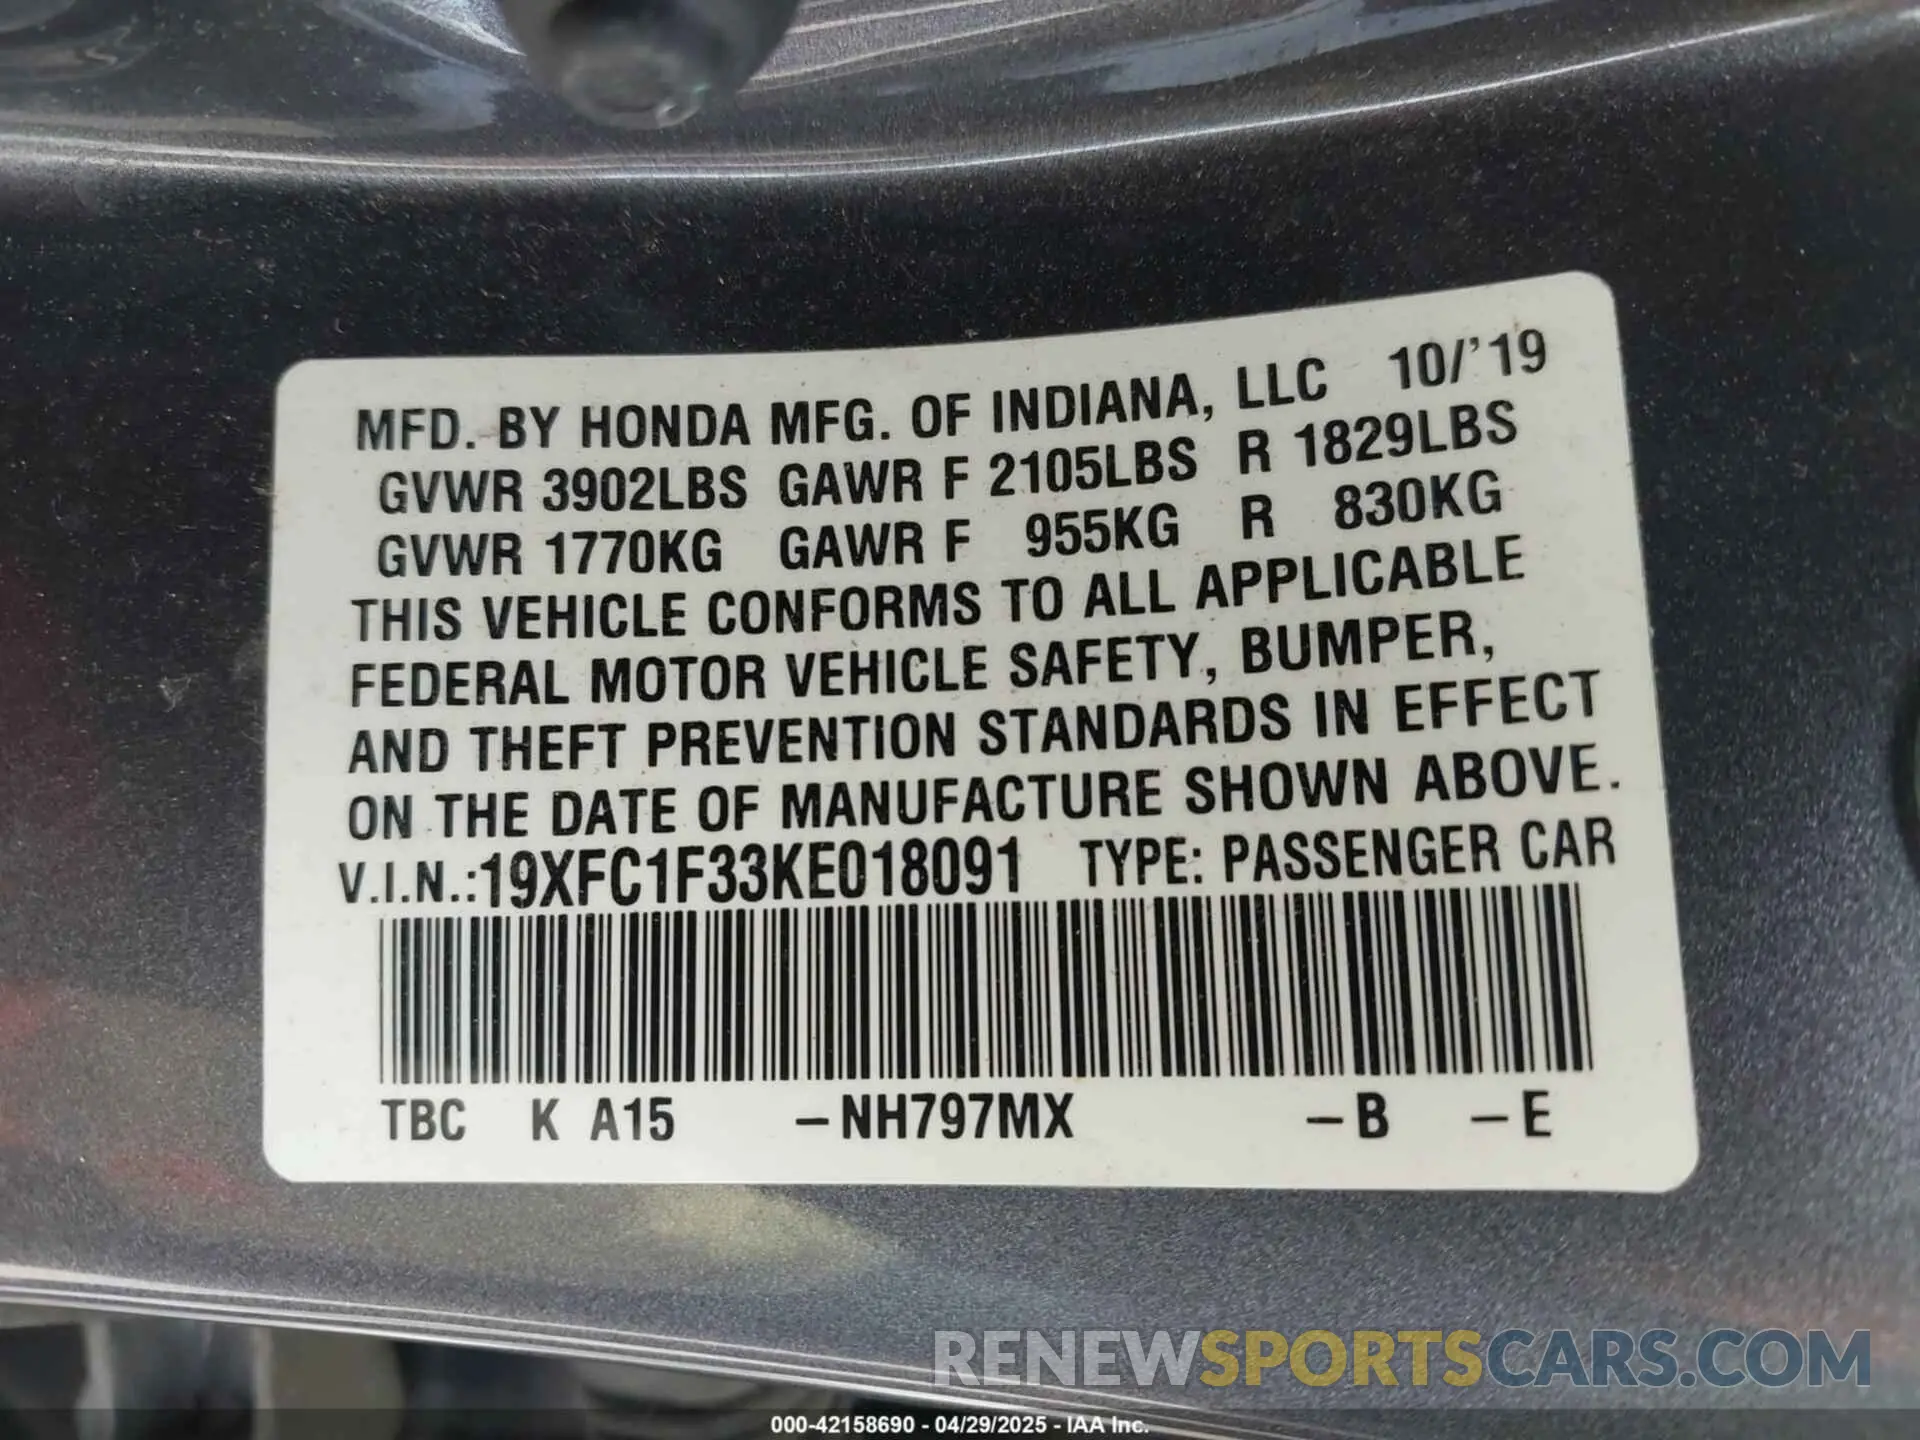 MFD. BY HONDA MFG. OF INDIANA, LLC 10/'19
GVWR 3902LBS GAWR F 2105LBS R 1829LBS
GVWR 1770KG GAWR F 955KG R 830KG
THIS VEHICLE CONFORMS TO ALL APPLICABLE
FEDERAL MOTOR VEHICLE SAFETY, BUMPER,
AND THEFT PREVENTION STANDARDS IN EFFECT
ON THE DATE OF MANUFACTURE SHOWN ABOVE.
V.I.N.:19XFC1F33KE018091 TYPE: PASSENGER CAR
TBC K A15 –NH797MX –B –E
RENEWSPORTSCARS.COM
000-42158690 - 04/29/2025 - IAA Inc.